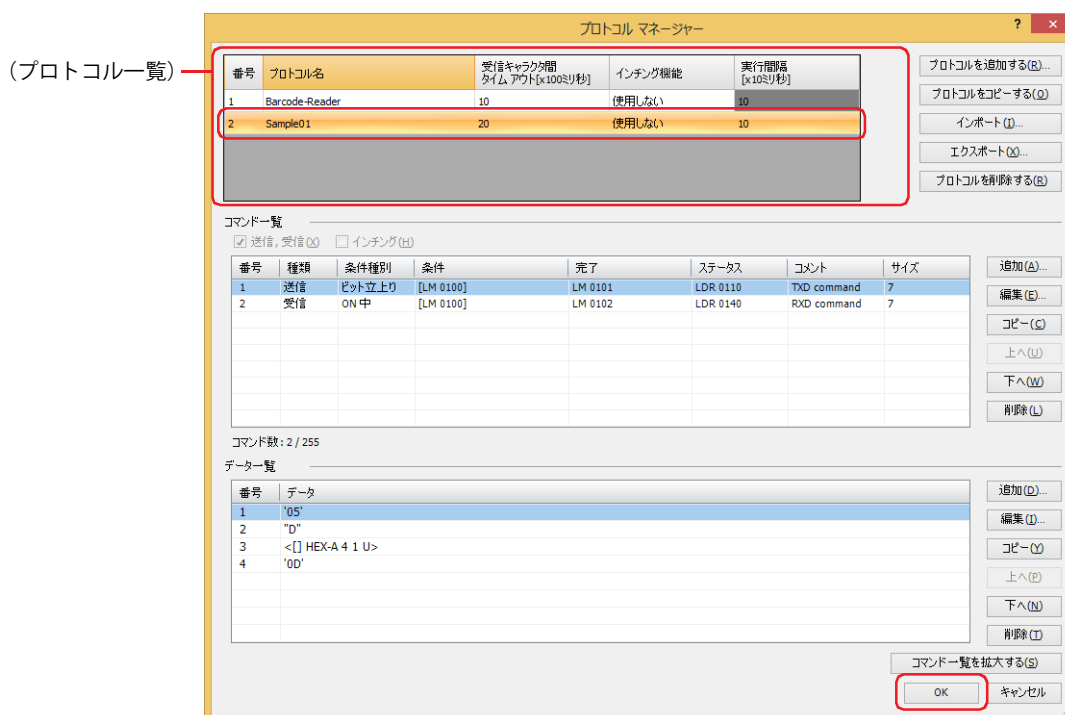 プロトコル マネージャー
? ×
(プロトコル一覧)
番号 プロトコル名 受信キャラクタ間 タイム アウト[x100ミリ秒] インチング機能 実行間隔 [x10ミリ秒]
1 Barcode-Reader 10 使用しない 10
2 Sample01 20 使用しない 10
プロトコルを追加する(R)...
プロトコルをコピーする(O)
インポート(I)...
エクスポート(X)...
プロトコルを削除する(R)
コマンド一覧
送信, 受信(X) インチング(H)
番号 種類 条件種別 条件 完了 ステータス コメント サイズ
1 送信 ビット立上り [LM 0100] LM 0101 LDR 0110 TXD command 7
2 受信 ON 中 [LM 0100] LM 0102 LDR 0140 RXD command 7
追加(A)...
編集(E)...
コピー(C)
上へ(U)
下へ(W)
削除(L)
コマンド数: 2 / 255
データ一覧
番号 データ
1 '05'
2 "D"
3 <[] HEX-A 4 1 U>
4 '0D'
追加(D)...
編集(I)...
コピー(Y)
上へ(P)
下へ(N)
削除(T)
コマンド一覧を拡大する(S)
OK キャンセル